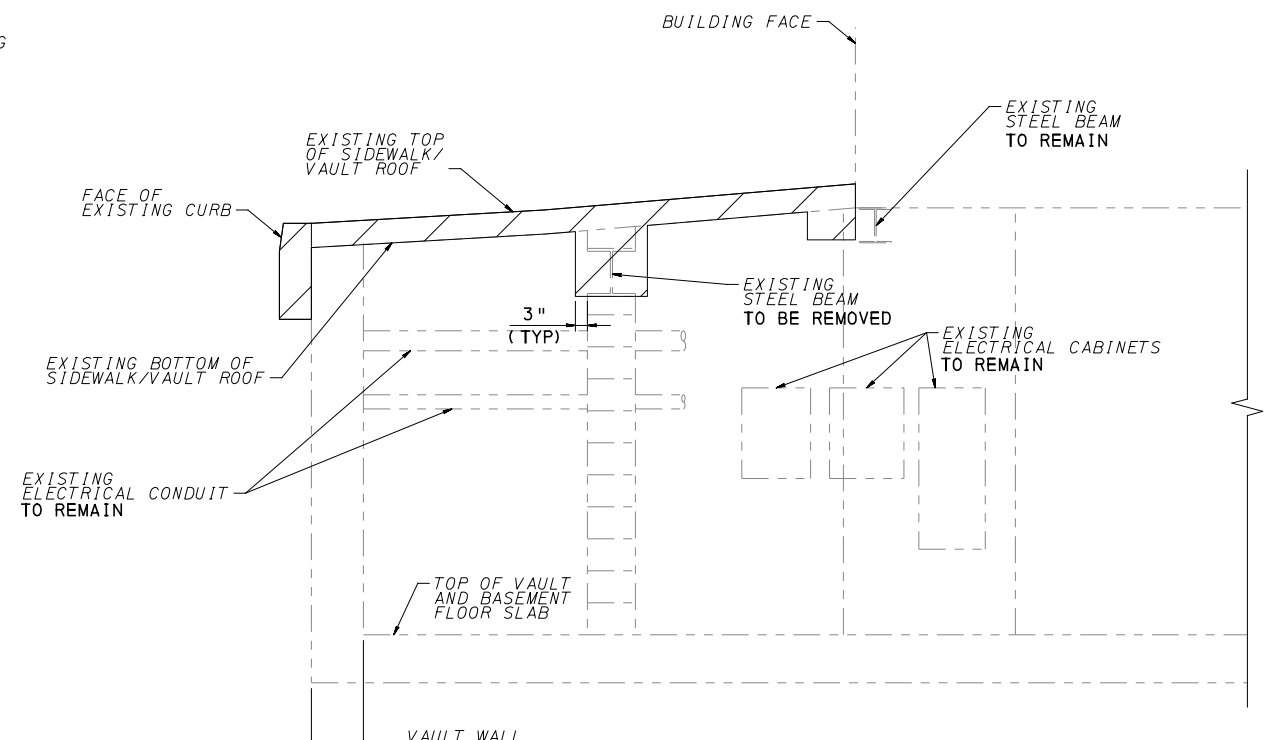 G
BUILDING FACE
EXISTING
STEEL BEAM
TO REMAIN
EXISTING TOP
OF SIDEWALK/
VAULT ROOF
FACE OF
EXISTING CURB
EXISTING
STEEL BEAM
TO BE REMOVED
3"
(TYP)
EXISTING
ELECTRICAL CABINETS
TO REMAIN
EXISTING BOTTOM OF
SIDEWALK/VAULT ROOF
EXISTING
ELECTRICAL CONDUIT
TO REMAIN
TOP OF VAULT
AND BASEMENT
FLOOR SLAB
VAULT WALL